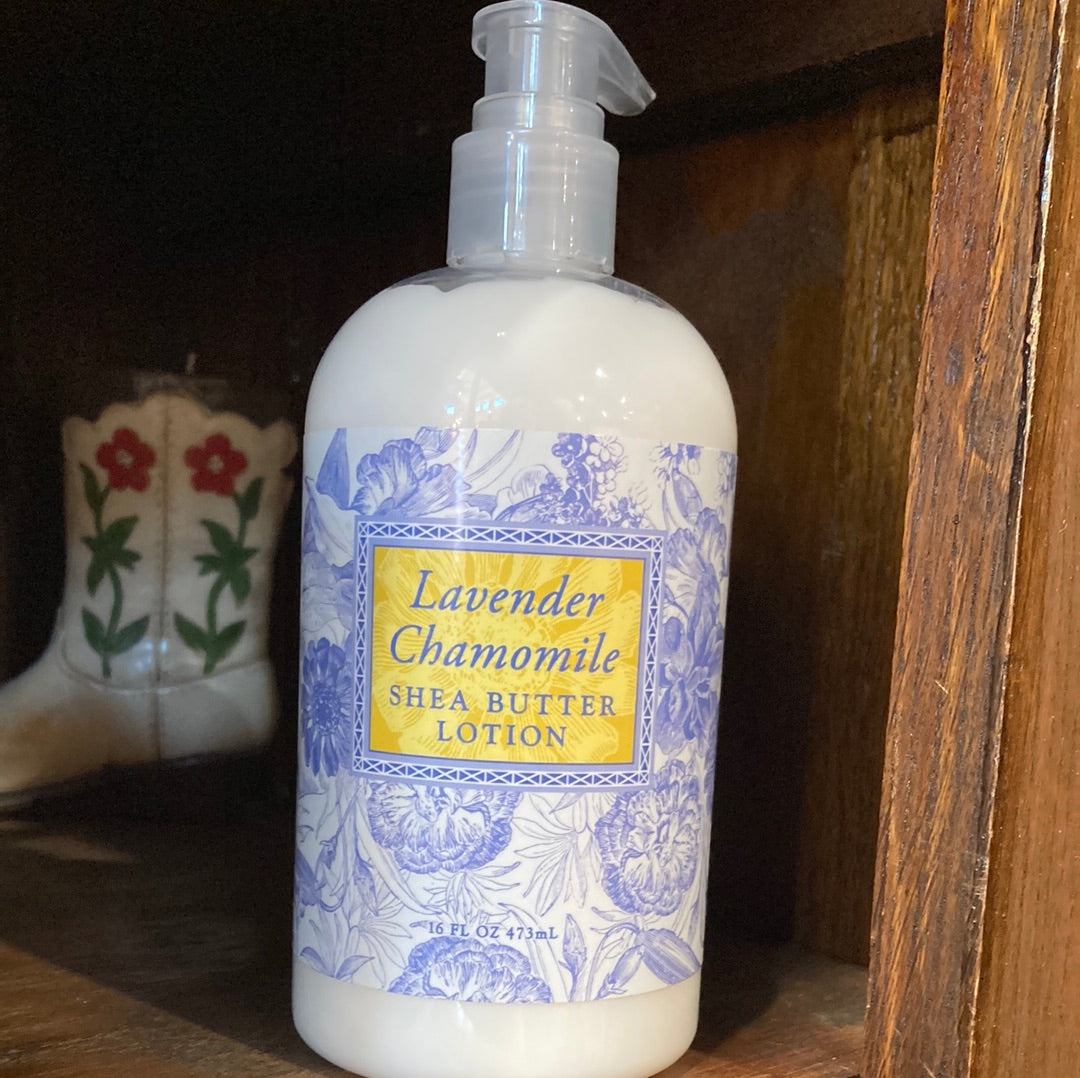 Lavender
Chamomile
SHEA BUTTER
LOTION
16 FL OZ 473mL